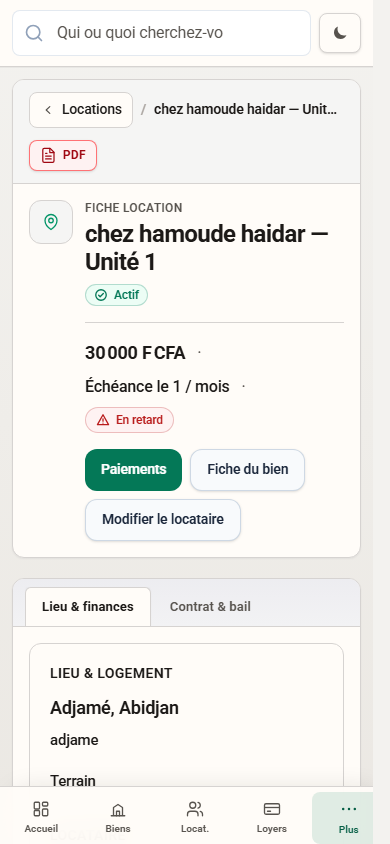 Qui ou quoi cherchez-vo
Locations / chez hamoude haidar — Unit...
PDF
FICHE LOCATION
chez hamoude haidar —
Unité 1
Actif
30 000 F CFA ·
Échéance le 1 / mois ·
En retard
Paiements Fiche du bien
Modifier le locataire
Lieu & finances Contrat & bail
LIEU & LOGEMENT
Adjamé, Abidjan
adjame
Terrain
Accueil Biens Locat. Loyers Plus